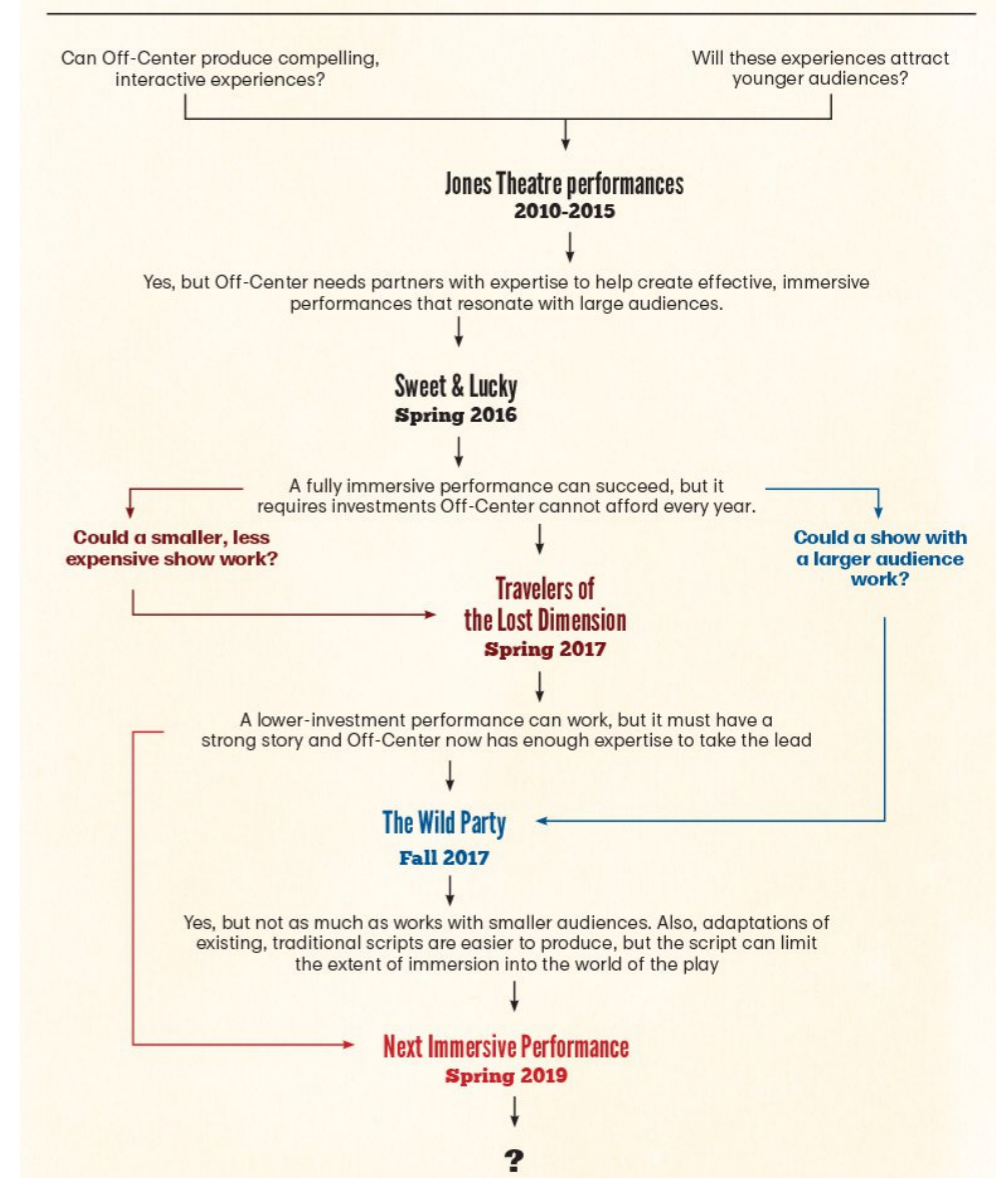 Can Off-Center produce compelling,
interactive experiences?
Will these experiences attract
younger audiences?
Jones Theatre performances
2010-2015
Yes, but Off-Center needs partners with expertise to help create effective, immersive
performances that resonate with large audiences.
Sweet & Lucky
Spring 2016
A fully immersive performance can succeed, but it
requires investments Off-Center cannot afford every year.
Could a smaller, less
expensive show work?
Could a show with
a larger audience
work?
Travelers of
the Lost Dimension
Spring 2017
A lower-investment performance can work, but it must have a
strong story and Off-Center now has enough expertise to take the lead
The Wild Party
Fall 2017
Yes, but not as much as works with smaller audiences. Also, adaptations of
existing, traditional scripts are easier to produce, but the script can limit
the extent of immersion into the world of the play
Next Immersive Performance
Spring 2019
?